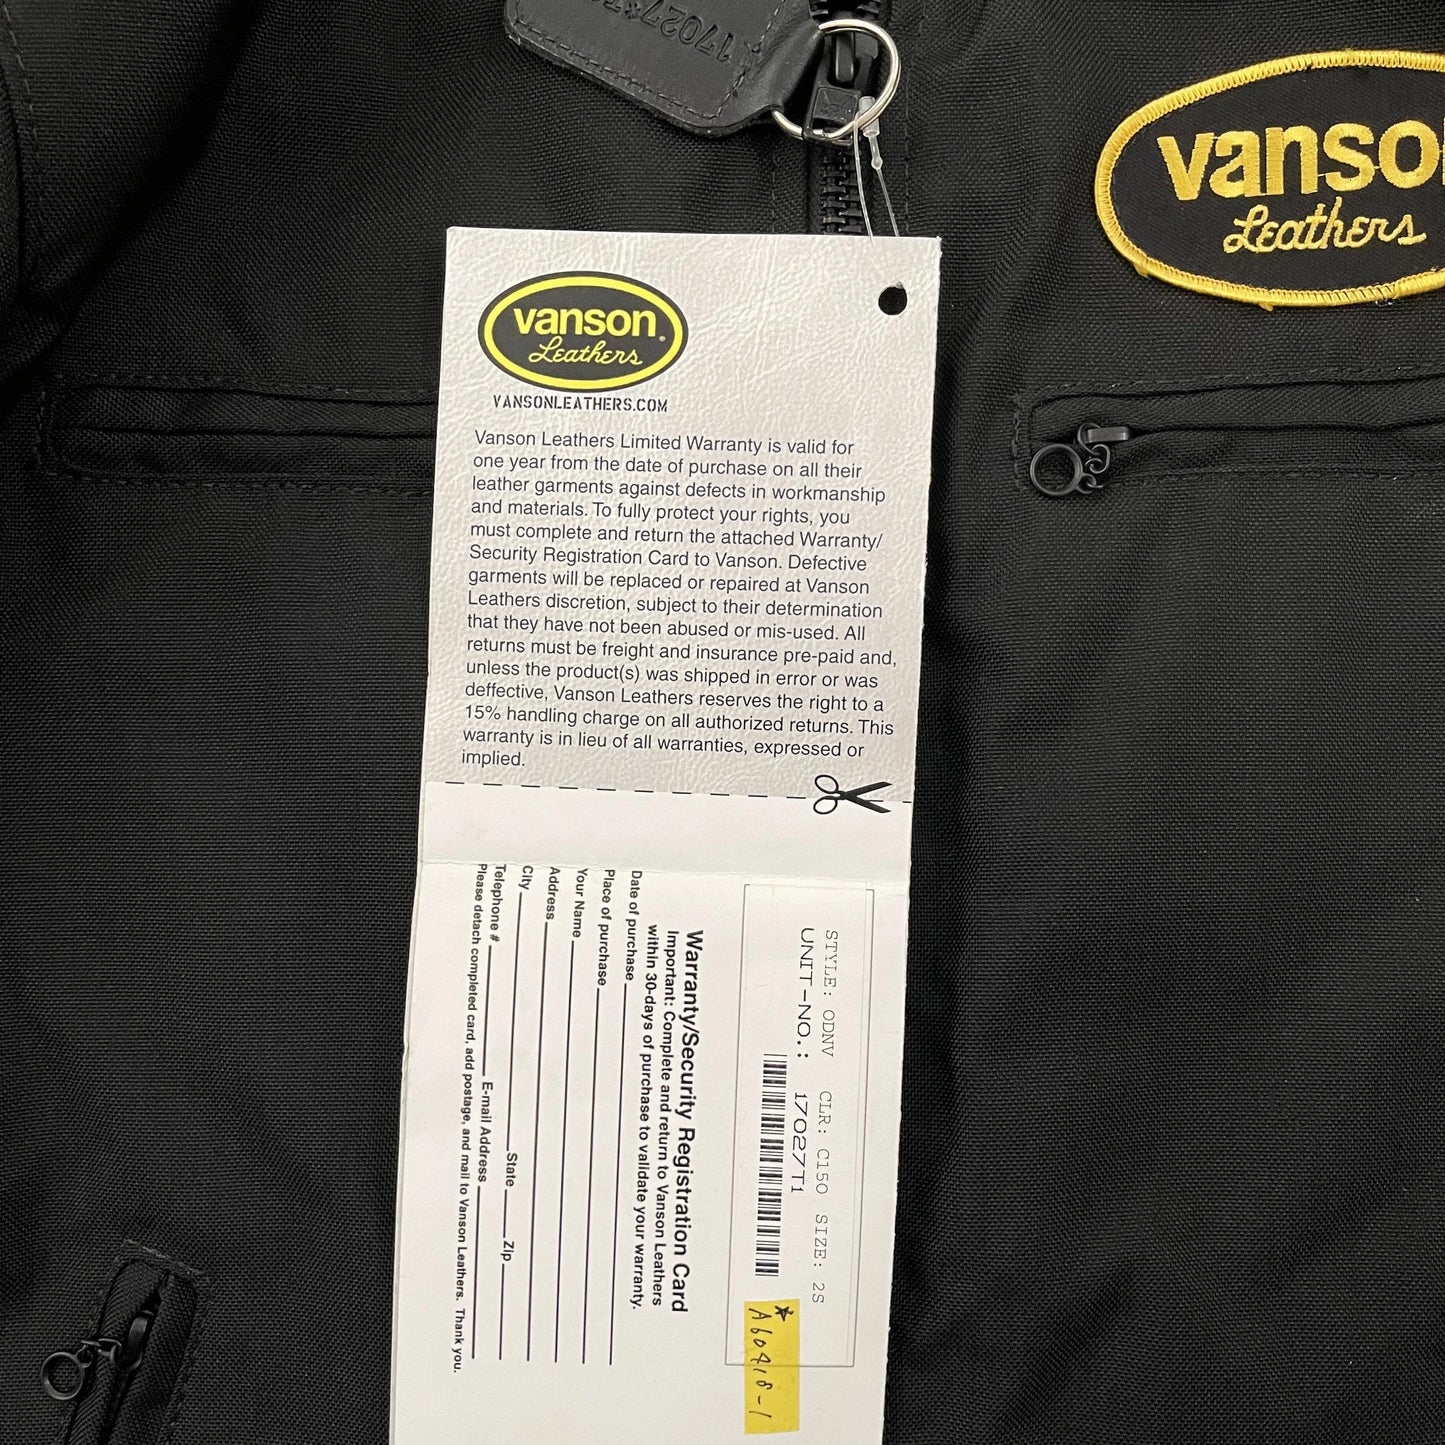 vanson
Leathers
VANSONLEATHERS.COM
Vanson Leathers Limited Warranty is valid for
one year from the date of purchase on all their
leather garments against defects in workmanship
and materials. To fully protect your rights, you
must complete and return the attached Warranty/
Security Registration Card to Vanson. Defective
garments will be replaced or repaired at Vanson
Leathers discretion, subject to their determination
that they have not been abused or mis-used. All
returns must be freight and insurance pre-paid and,
unless the product(s) was shipped in error or was
deffective, Vanson Leathers reserves the right to a
15% handling charge on all authorized returns. This
warranty is in lieu of all warranties, expressed or
implied.
STYLE: ODNV CLR: C150 SIZE: 2S
UNIT-NO.: 17027T1
Warranty/Security Registration Card
Important: Complete and return to Vanson Leathers
within 30-days of purchase to validate your warranty.
Date of purchase
Place of purchase
Your Name
Address
City State Zip
Telephone # E-mail Address
Please detach completed card, add postage, and mail to Vanson Leathers. Thank you.
A60418-1
vanso
Leathers